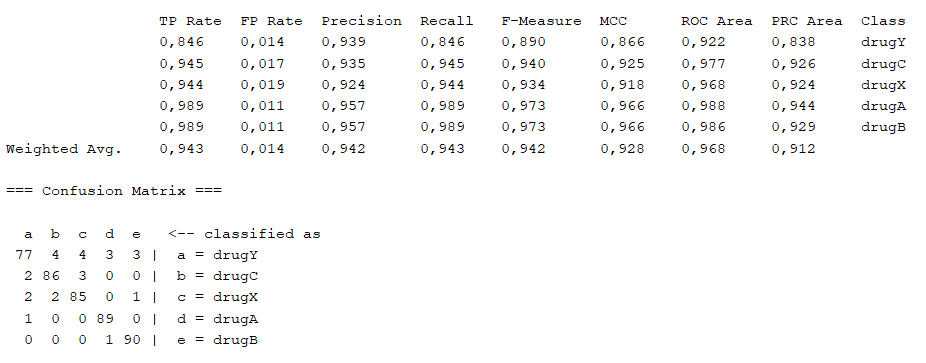 TP Rate FP Rate Precision Recall F-Measure MCC ROC Area PRC Area Class
0,846 0,014 0,939 0,846 0,890 0,866 0,922 0,838 drugY
0,945 0,017 0,935 0,945 0,940 0,925 0,977 0,926 drugC
0,944 0,019 0,924 0,944 0,934 0,918 0,968 0,924 drugX
0,989 0,011 0,957 0,989 0,973 0,966 0,988 0,944 drugA
0,989 0,011 0,957 0,989 0,973 0,966 0,986 0,929 drugB
Weighted Avg. 0,943 0,014 0,942 0,943 0,942 0,928 0,968 0,912
=== Confusion Matrix ===
a b c d e <-- classified as
77 4 4 3 3 | a = drugY
2 86 3 0 0 | b = drugC
2 2 85 0 1 | c = drugX
1 0 0 89 0 | d = drugA
0 0 0 1 90 | e = drugB